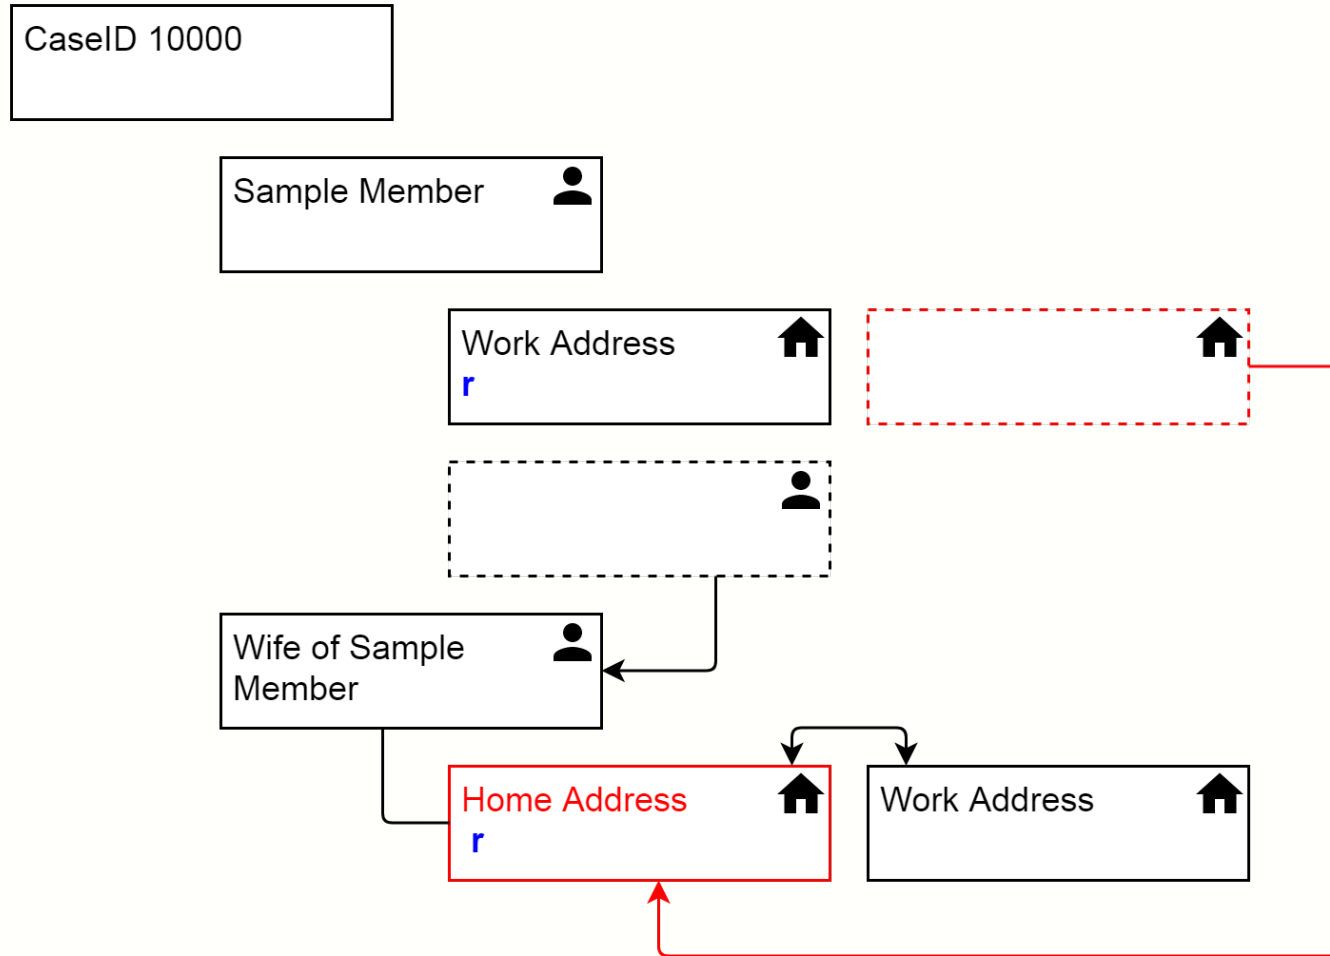 CaseID 10000
Sample Member
Work Address
r
Wife of Sample
Member
Home Address
r
Work Address